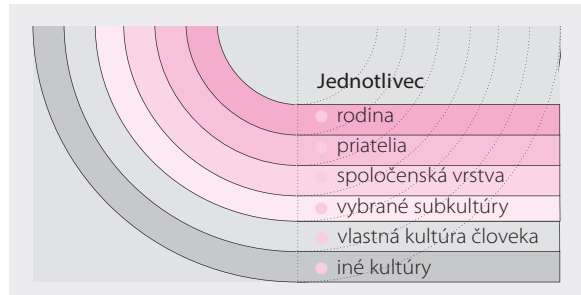 Jednotlivec
rodina
priatelia
spoločenská vrstva
vybrané subkultúry
vlastná kultúra človeka
iné kultúry